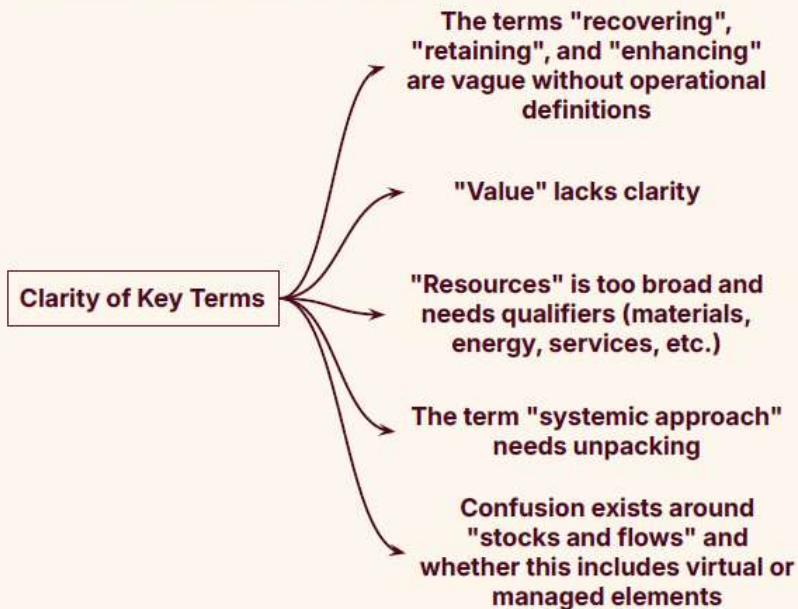 Clarity of Key Terms
The terms "recovering",
"retaining", and "enhancing"
are vague without operational
definitions
"Value" lacks clarity
"Resources" is too broad and
needs qualifiers (materials,
energy, services, etc.)
The term "systemic approach"
needs unpacking
Confusion exists around
"stocks and flows" and
whether this includes virtual or
managed elements